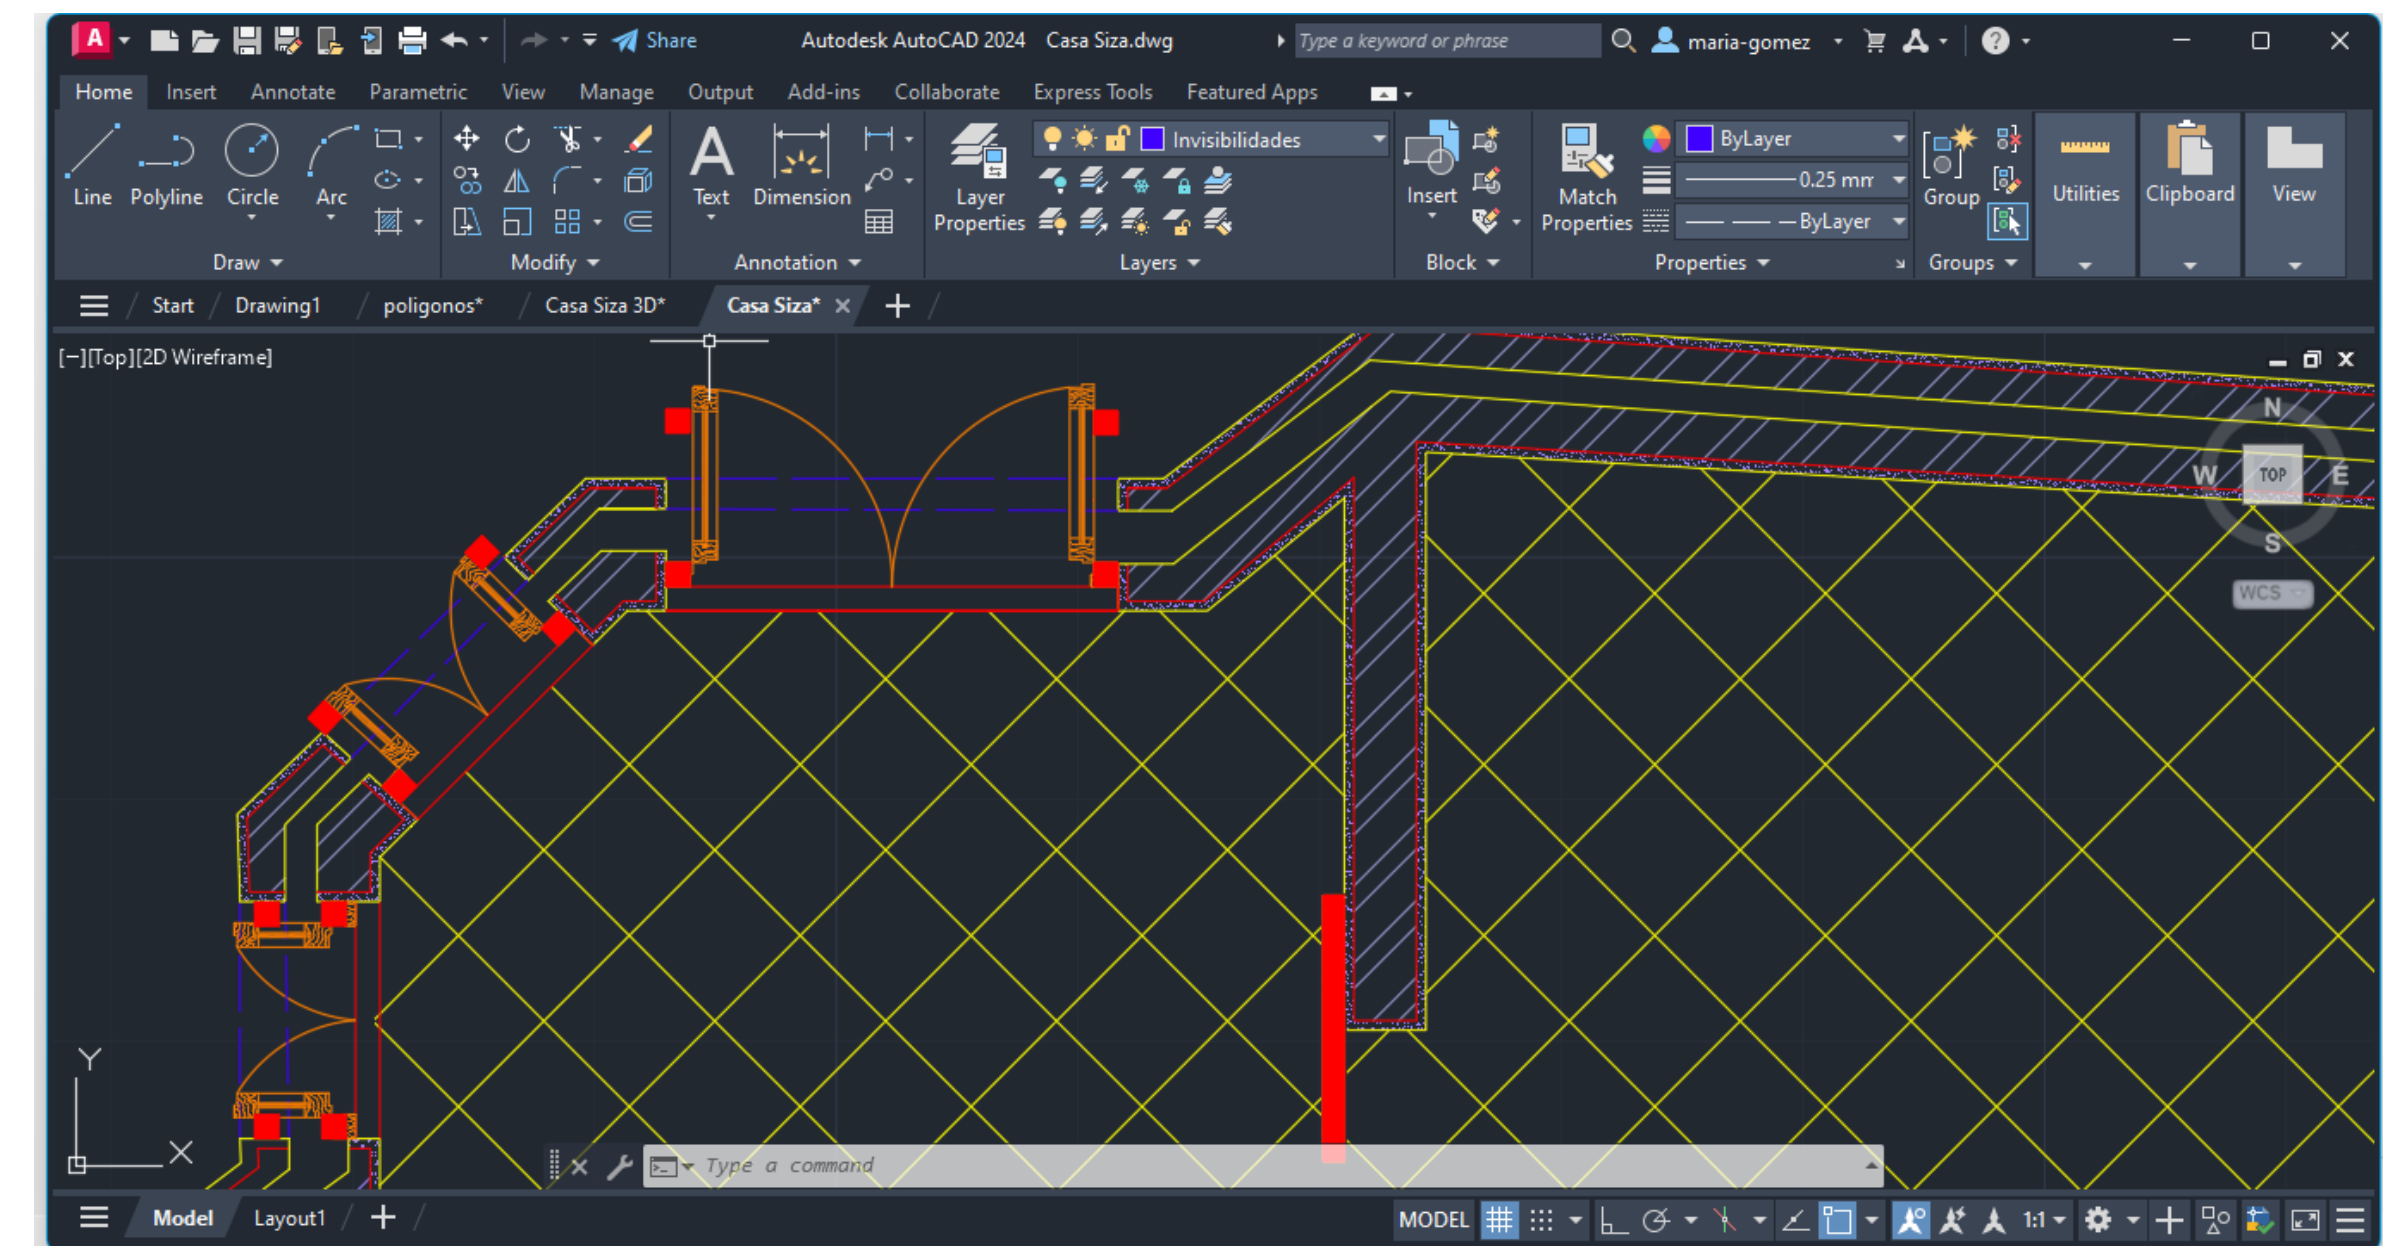 A Share Autodesk AutoCAD 2024 Casa Siza.dwg Type a keyword or phrase maria-gomez
Home Insert Annotate Parametric View Manage Output Add-ins Collaborate Express Tools Featured Apps
Invisibilidades ByLayer
Line Polyline Circle Arc Text Dimension Layer Properties Insert Match Properties 0.25 mm Group Utilities Clipboard View
ByLayer
Draw Modify Annotation Layers Block Properties Groups
Start Drawing1 poligonos* Casa Siza 3D* Casa Siza*
[−][Top][2D Wireframe]
N
W TOP E
S
WCS
Y
X
Type a command
Model Layout1 MODEL 1:1